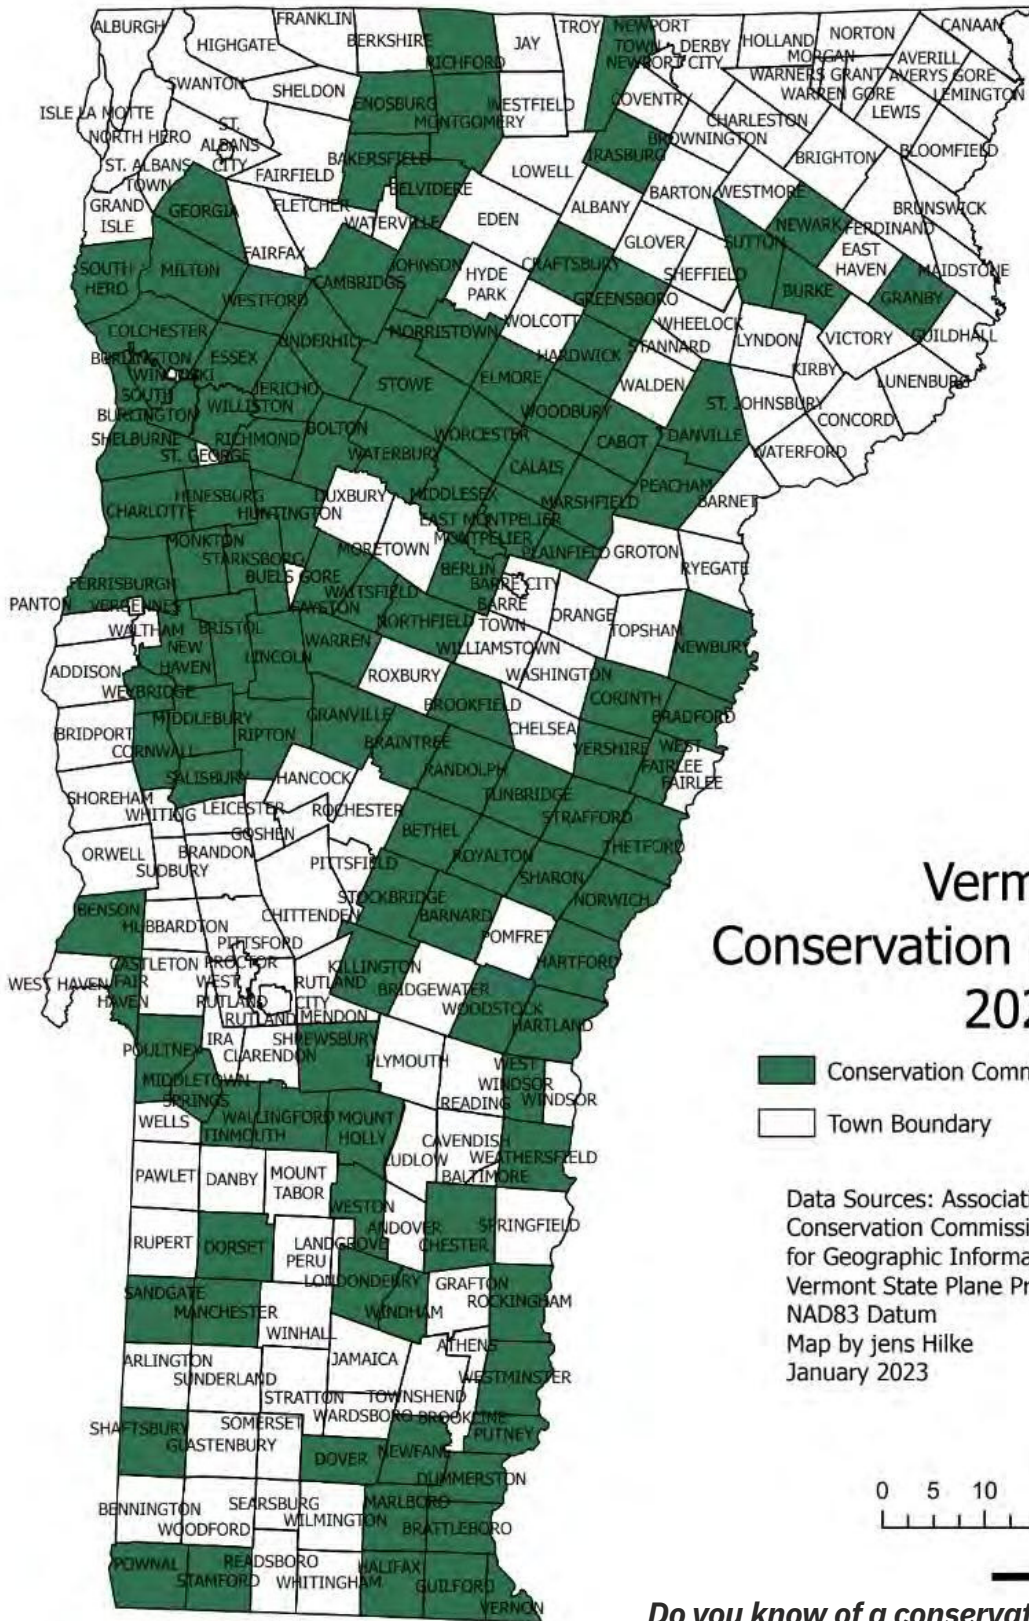 ALBURGH
FRANKLIN
HIGHGATE
BERKSHIRE
RICHFORD
JAY
TROY
NEWPORT
TOWN
NEWPORT CITY
DERBY
HOLLAND
MORGAN
NORTON
CANAAN
AVERILL
WARNERS GRANT
AVERYS GORE
WARREN GORE
LEMINGTON
LEWIS
SWANTON
SHELDON
ENOSBURG
MONTGOMERY
WESTFIELD
COVENTRY
CHARLESTON
BROWNINGTON
ISLE LA MOTTE
NORTH HERO
ST.
ALBANS
CITY
ST. ALBANS
TOWN
FAIRFIELD
BAKERSFIELD
BELVIDERE
LOWELL
IRASBURG
BRIGHTON
BLOOMFIELD
GRAND
ISLE
GEORGIA
FLETCHER
WATERVILLE
EDEN
ALBANY
BARTON
WESTMORE
BRUNSWICK
NEWARK
FERDINAND
FAIRFAX
GLOVER
SUTTON
EAST
HAVEN
MAIDSTONE
SOUTH
HERO
MILTON
CAMBRIDGE
JOHNSON
HYDE
PARK
CRAFTSBURY
SHEFFIELD
BURKE
GRANBY
WESTFORD
GREENSBORO
COLCHESTER
UNDERHILL
MORRISTOWN
WOLCOTT
WHEELOCK
STANNARD
LYNDON
VICTORY
GUILDHALL
BURLINGTON
WINOOSKI
ESSEX
HARDWICK
KIRBY
LUNENBURG
SOUTH
BURLINGTON
JERICHO
WILLISTON
STOWE
ELMORE
WALDEN
ST. JOHNSBURY
WOODBURY
CONCORD
SHELBURNE
RICHMOND
BOLTON
WORCESTER
CABOT
DANVILLE
ST. GEORGE
WATERBURY
CALAIS
WATERFORD
CHARLOTTE
HINESBURG
HUNTINGTON
DUXBURY
MIDDLESEX
MARSHFIELD
PEACHAM
BARNET
EAST MONTPELIER
MONTPELIER
MONKTON
STARKSBORO
MORETOWN
PLAINFIELD
GROTON
RYEGATE
FERRISBURGH
BUELS GORE
BERLIN
BARRE CITY
PANTON
VERGENNES
FAYSTON
WAITSFIELD
BARRE
TOWN
ORANGE
TOPSHAM
NEWBURY
WALTHAM
BRISTOL
NORTHFIELD
WILLIAMSTOWN
NEW
HAVEN
LINCOLN
WARREN
ADDISON
ROXBURY
WASHINGTON
WEYBRIDGE
BROOKFIELD
CORINTH
BRADFORD
MIDDLEBURY
GRANVILLE
CHELSEA
BRIDPORT
CORNWALL
RIPTON
BRAINTREE
VERSHIRE
WEST
FAIRLEE
FAIRLEE
SALISBURY
HANCOCK
RANDOLPH
SHOREHAM
WHITING
LEICESTER
ROCHESTER
TUNBRIDGE
STRAFFORD
GOSHEN
BETHEL
THETFORD
ORWELL
SUDBURY
BRANDON
PITTSFIELD
ROYALTON
SHARON
NORWICH
STOCKBRIDGE
BARNARD
BENSON
HUBBARDTON
CHITTENDEN
POMFRET
PITTSFORD
HARTFORD
CASTLETON
PROCTOR
KILLINGTON
WEST HAVEN
FAIR
HAVEN
WEST
RUTLAND
RUTLAND
CITY
BRIDGEWATER
WOODSTOCK
RUTLAND
MENDON
HARTLAND
POULTNEY
IRA
CLARENDON
SHREWSBURY
PLYMOUTH
WEST
WINDSOR
MIDDLETOWN
SPRINGS
READING
WINDSOR
WELLS
TINMOUTH
WALLINGFORD
MOUNT
HOLLY
CAVENDISH
LUDLOW
WEATHERSFIELD
BALTIMORE
PAWLET
DANBY
MOUNT
TABOR
WESTON
ANDOVER
SPRINGFIELD
RUPERT
DORSET
LANDGROVE
PERU
CHESTER
SANDGATE
MANCHESTER
LONDONDERRY
WINDHAM
GRAFTON
ROCKINGHAM
WINHALL
ATHENS
ARLINGTON
SUNDERLAND
JAMAICA
WESTMINSTER
STRATTON
TOWNSHEND
WARDSBORO
BROOKLINE
SHAFTSBURY
SOMERSET
GLASTENBURY
PUTNEY
DOVER
NEWFANE
DUMMERSTON
BENNINGTON
WOODFORD
SEARSBURG
WILMINGTON
MARLBORO
BRATTLEBORO
POWNAL
STAMFORD
READSBORO
WHITINGHAM
HALIFAX
GUILFORD
VERNON
Verm
Conservation
202
Conservation Comm
Town Boundary
Data Sources: Associati
Conservation Commissi
for Geographic Informa
Vermont State Plane Pr
NAD83 Datum
Map by jens Hilke
January 2023
0 5 10
Do you know of a conservat